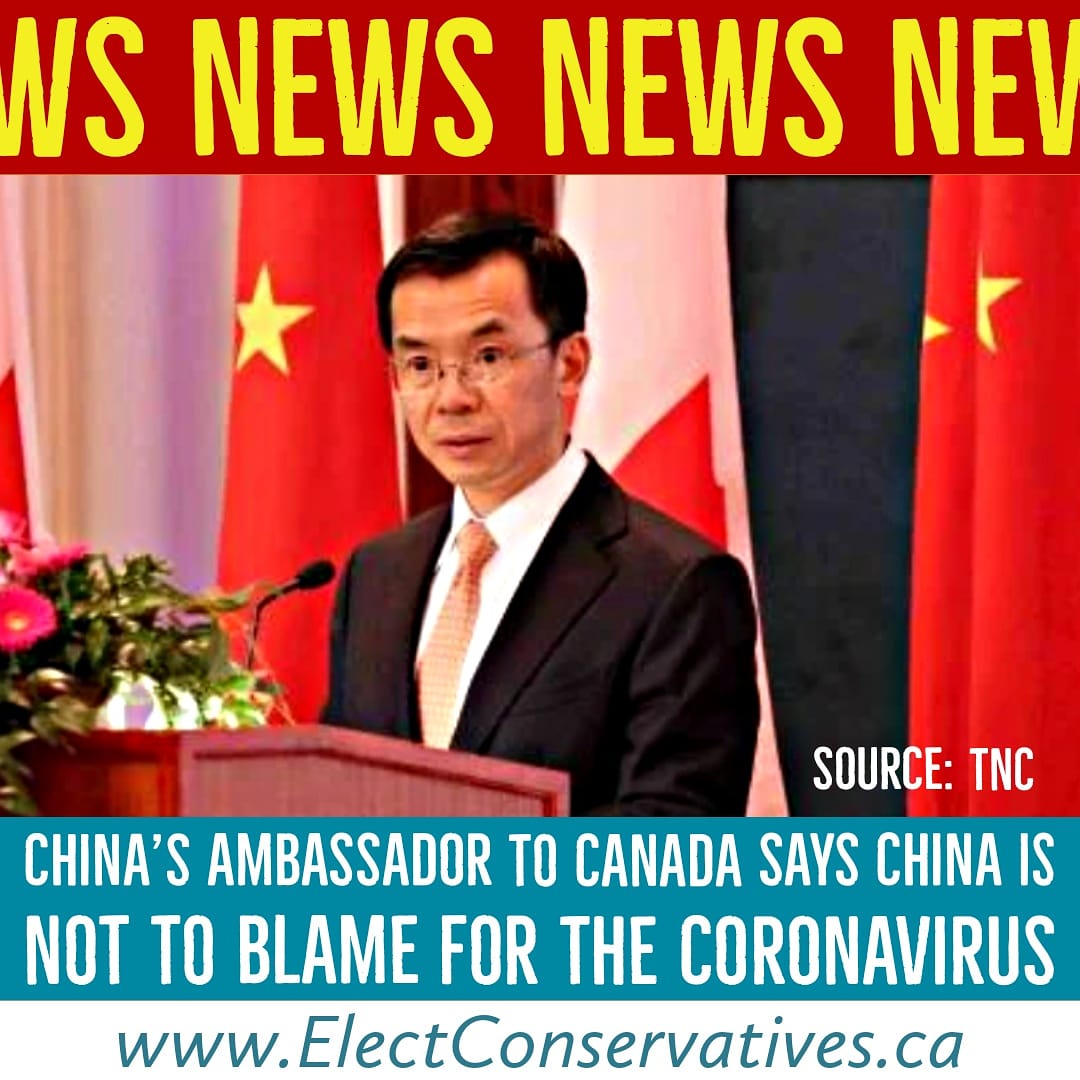 WS NEWS NEWS NEW
SOURCE: TNC
CHINA'S AMBASSADOR TO CANADA SAYS CHINA IS
NOT TO BLAME FOR THE CORONAVIRUS
www.ElectConservatives.ca